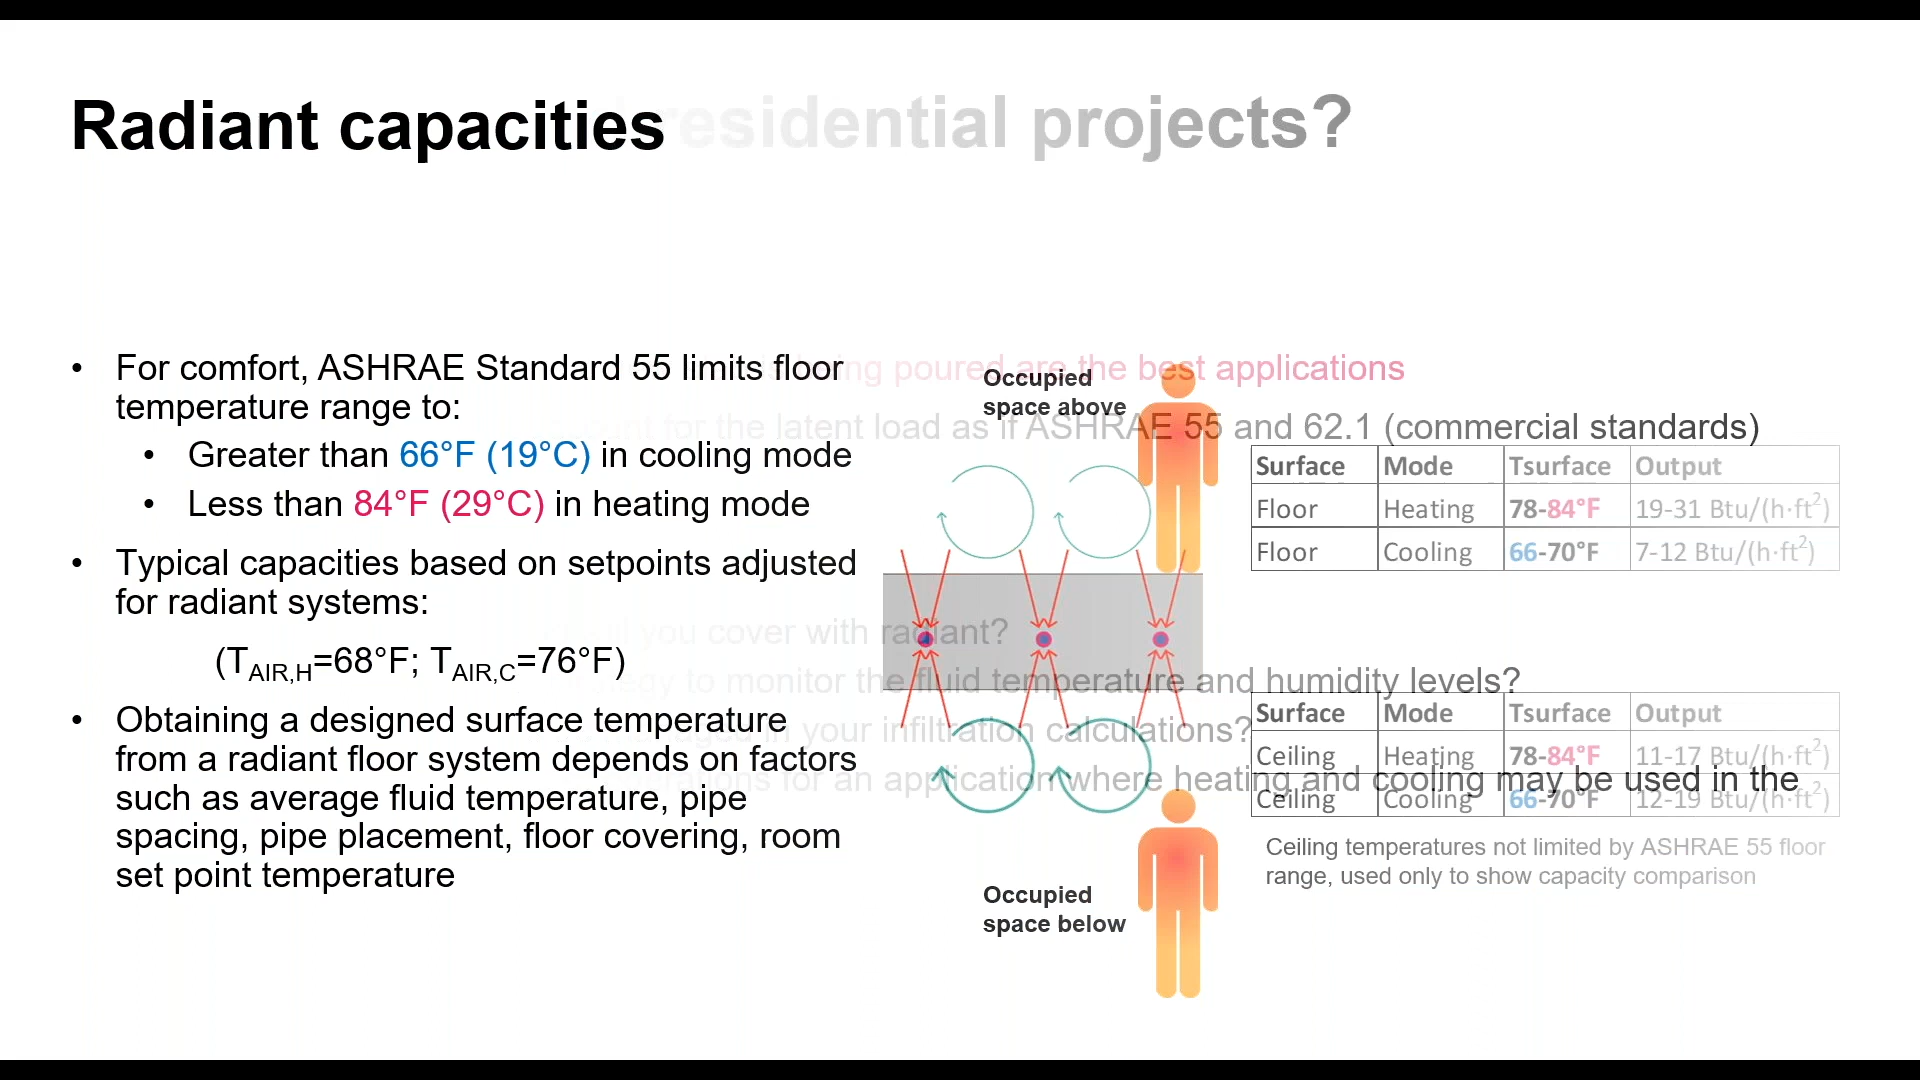 Radiant capacities
residential projects?
• For comfort, ASHRAE Standard 55 limits floor
temperature range to:
• Greater than 66°F (19°C) in cooling mode
• Less than 84°F (29°C) in heating mode
• Typical capacities based on setpoints adjusted
for radiant systems:
(TAIR,H=68°F; TAIR,C=76°F)
• Obtaining a designed surface temperature
from a radiant floor system depends on factors
such as average fluid temperature, pipe
spacing, pipe placement, floor covering, room
set point temperature
poured are the best applications
for the latent load as if ASHRAE 55 and 62.1 (commercial standards)
you cover with radiant?
to monitor the fluid temperature and humidity levels?
in your infiltration calculations?
for an application where heating and cooling may be used in the
Occupied
space above
Occupied
space below
Surface Mode Tsurface Output
Floor Heating 78-84°F 19-31 Btu/(h·ft²)
Floor Cooling 66-70°F 7-12 Btu/(h·ft²)
Surface Mode Tsurface Output
Ceiling Heating 78-84°F 11-17 Btu/(h·ft²)
Ceiling Cooling 66-70°F 12-19 Btu/(h·ft²)
Ceiling temperatures not limited by ASHRAE 55 floor
range, used only to show capacity comparison